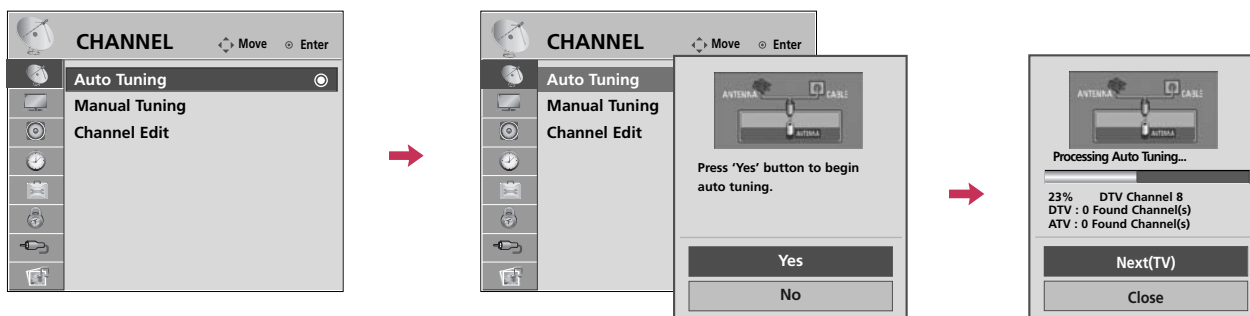 CHANNEL
Move
Enter
Auto Tuning
Manual Tuning
Channel Edit
CHANNEL
Move
Enter
Auto Tuning
Manual Tuning
Channel Edit
ANTENNA
CABLE
ANTENNA
Press ‘Yes’ button to begin
auto tuning.
Yes
No
ANTENNA
CABLE
ANTENNA
Processing Auto Tuning...
23% DTV Channel 8
DTV : 0 Found Channel(s)
ATV : 0 Found Channel(s)
Next(TV)
Close